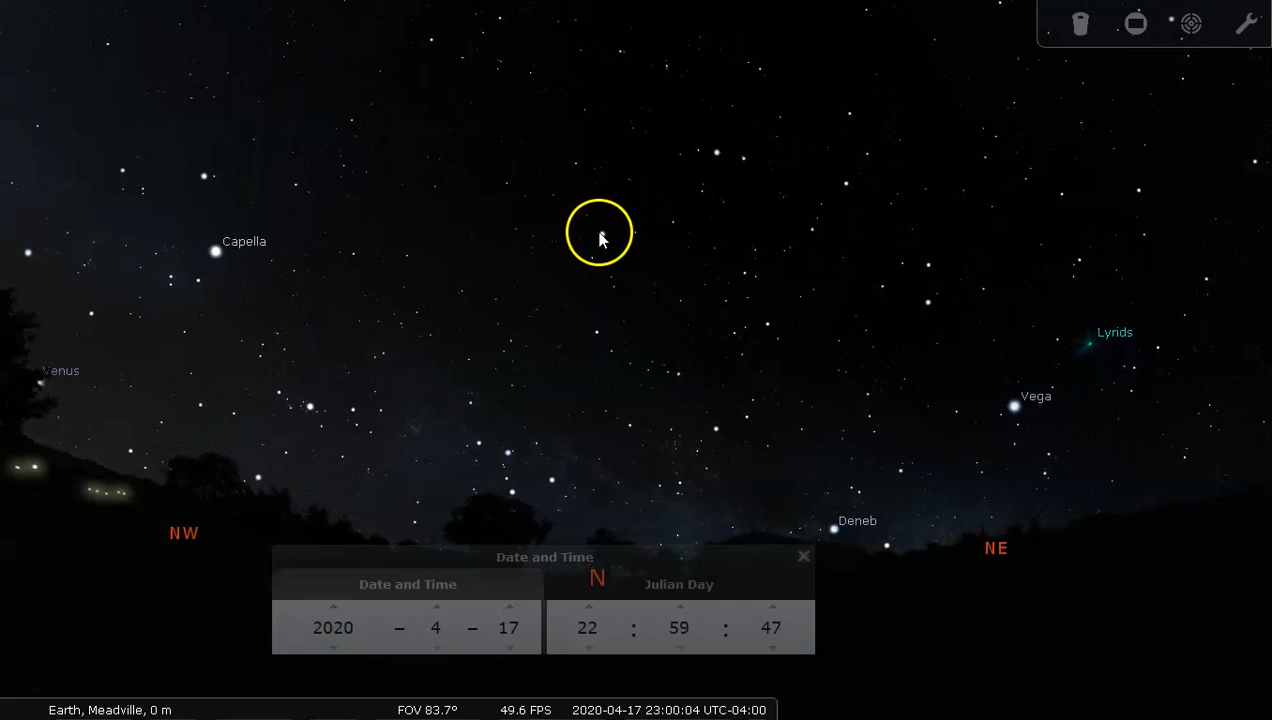 Capella
Lyrids
Venus
Vega
Deneb
NW
NE
Date and Time
N
Date and Time
Julian Day
2020 – 4 – 17
22 : 59 : 47
Earth, Meadville, 0 m
FOV 83.7°
49.6 FPS
2020-04-17 23:00:04 UTC-04:00